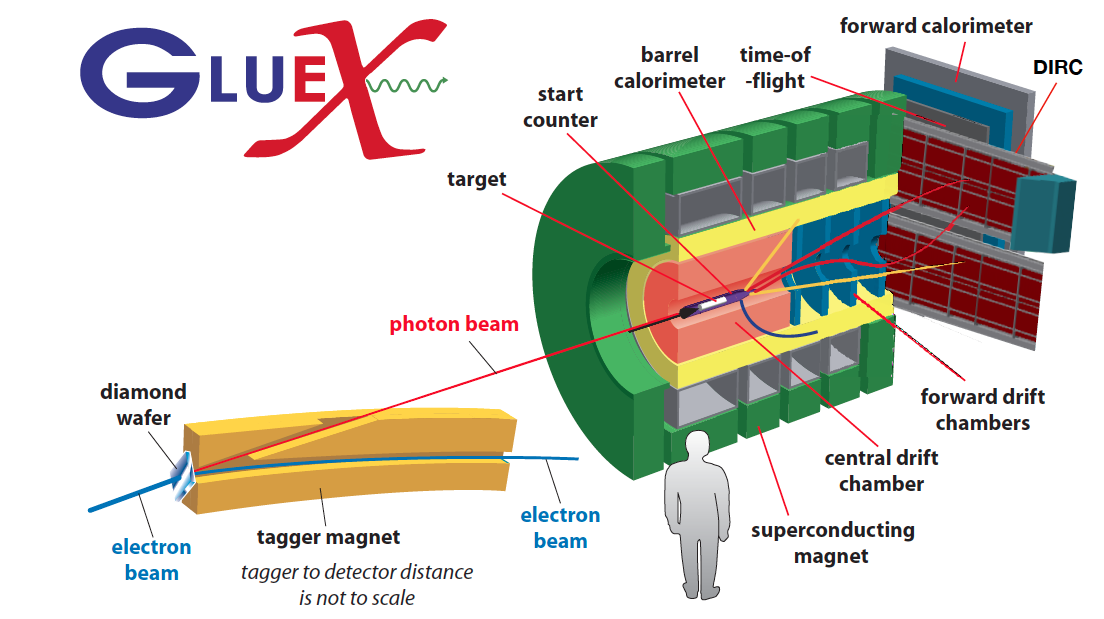 GLUEX
forward calorimeter
barrel
calorimeter
time-of
-flight
DIRC
start
counter
target
photon beam
diamond
wafer
forward drift
chambers
central drift
chamber
electron
beam
superconducting
magnet
tagger magnet
electron
beam
tagger to detector distance
is not to scale